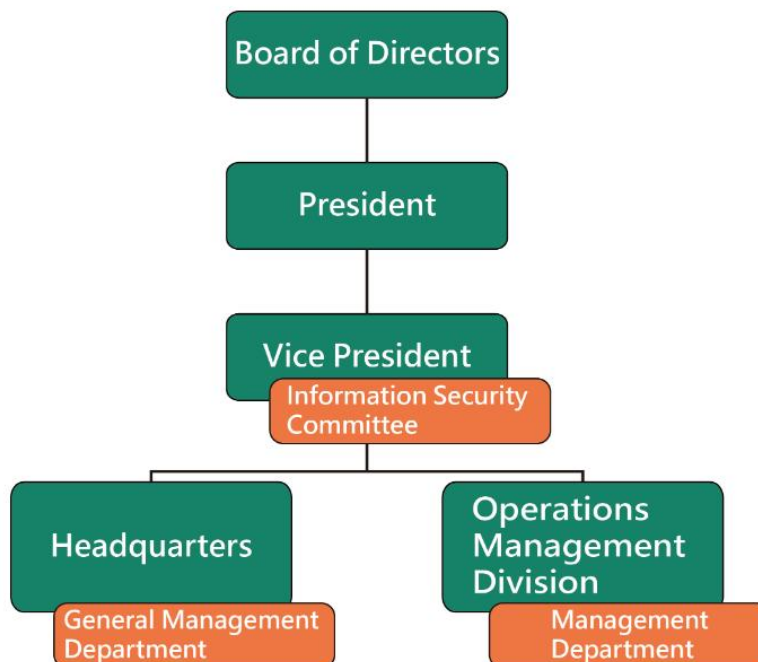 Board of Directors
President
Vice President
Information Security
Committee
Headquarters
General Management
Department
Operations
Management
Division
Management
Department